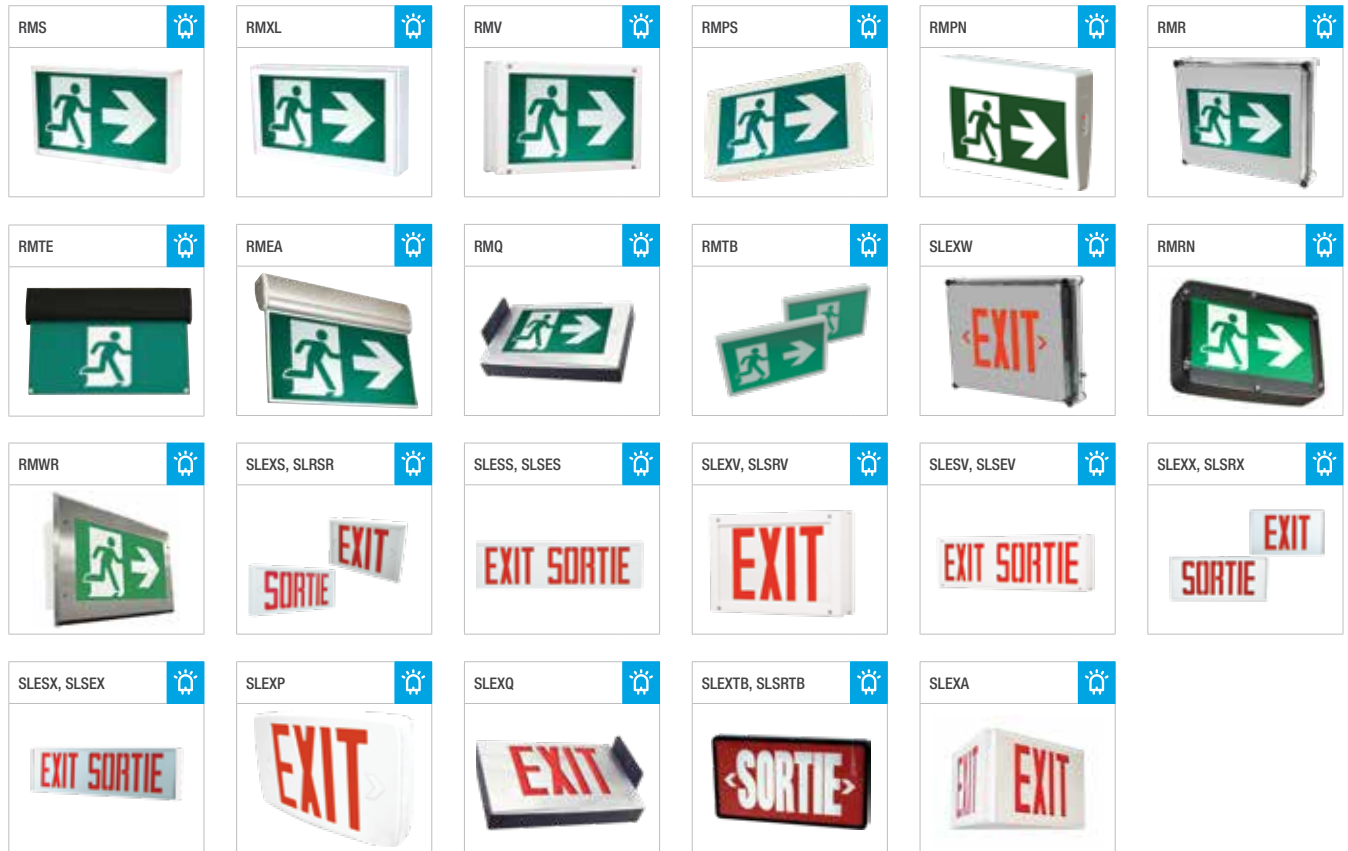 RMS
RMXL
RMV
RMPS
RMPN
RMR
RMTE
RMEA
RMQ
RMTB
SLEXW
<EXIT>
RMRN
RMWR
SLEXS, SLRSR
EXIT
SORTIE
SLESS, SLSES
EXIT SORTIE
SLEXV, SLSRV
EXIT
SLESV, SLSEV
EXIT SORTIE
SLEXX, SLSRX
EXIT
SORTIE
SLESX, SLSEX
EXIT SORTIE
SLEXP
EXIT
SLEXQ
EXIT
SLEXTB, SLSRTB
<SORTIE>
SLEXA
EXIT EXIT